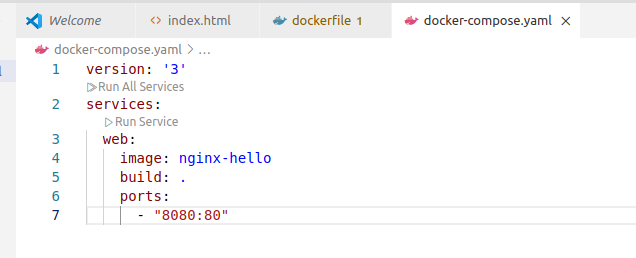 Welcome index.html dockerfile 1 docker-compose.yaml
docker-compose.yaml > ...
1 version: '3'
Run All Services
2 services:
Run Service
3 web:
4 image: nginx-hello
5 build: .
6 ports:
7 - "8080:80"